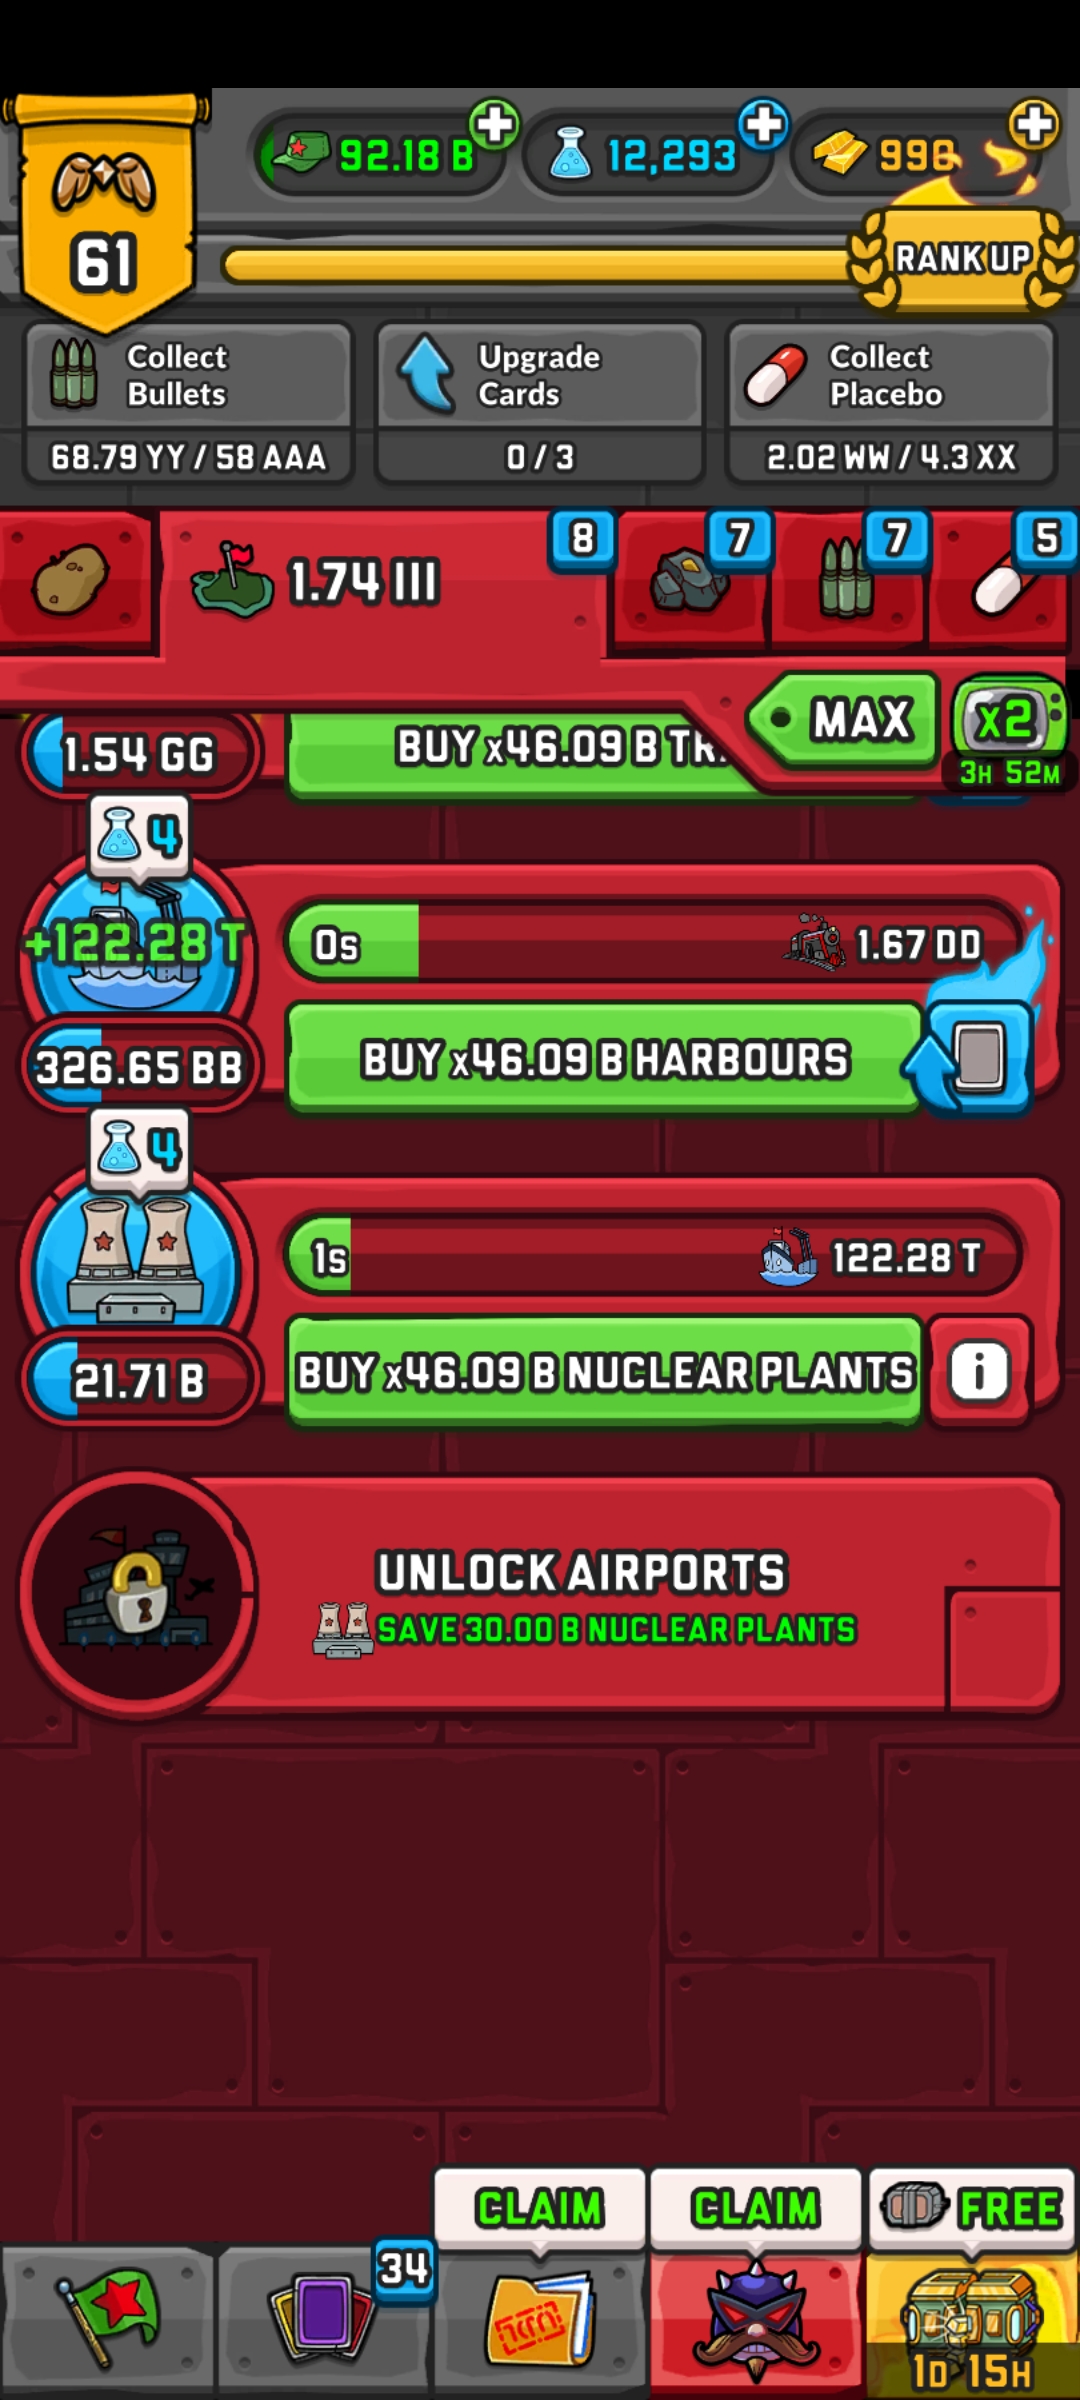 92.18 B
12,293
998
61
RANK UP
Collect
Bullets
68.79 YY / 58 AAA
Upgrade
Cards
0 / 3
Collect
Placebo
2.02 WW / 4.3 XX
1.74 III
8
7
7
5
MAX
x2
3H 52M
1.54 GG
BUY x46.09 B
4
+122.28 T
0s
1.67 DD
326.65 BB
BUY x46.09 B HARBOURS
4
1s
122.28 T
21.71 B
BUY x46.09 B NUCLEAR PLANTS
i
UNLOCK AIRPORTS
SAVE 30.00 B NUCLEAR PLANTS
CLAIM
CLAIM
FREE
34
1D 15H